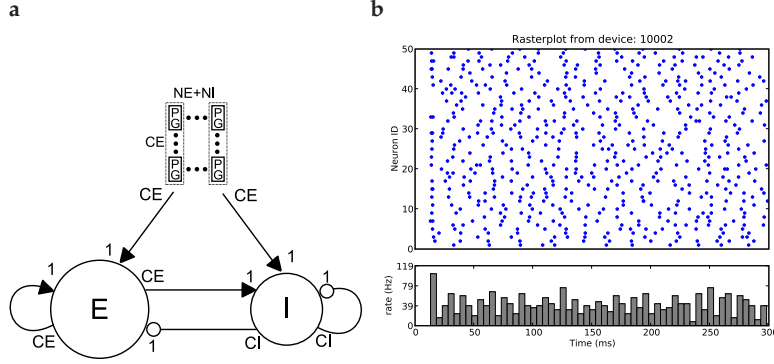 a
NE+NI
P
G
P
G
CE
P
G
P
G
CE
CE
1
1
1
CE
1
1
E
I
CE
1
CI
CI
b
Rasterplot from device: 10002
50
40
30
20
10
0
Neuron ID
119
79
39
0
rate (Hz)
0
50
100
150
200
250
300
Time (ms)